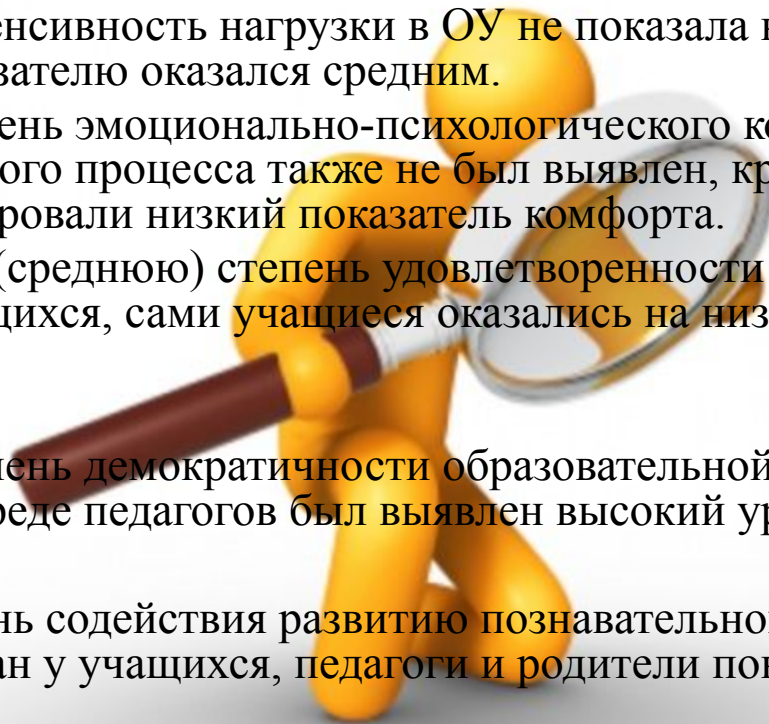 енсивность нагрузки в ОУ не показала
вателю оказался средним.
ень эмоционально-психологического к
ого процесса также не был выявлен, кр
ровали низкий показатель комфорта.
(среднюю) степень удовлетворенности
щихся, сами учащиеся оказались на низ
ень демократичности образовательной
реде педагогов был выявлен высокий ур
нь содействия развитию познавательно
ан у учащихся, педагоги и родители пок